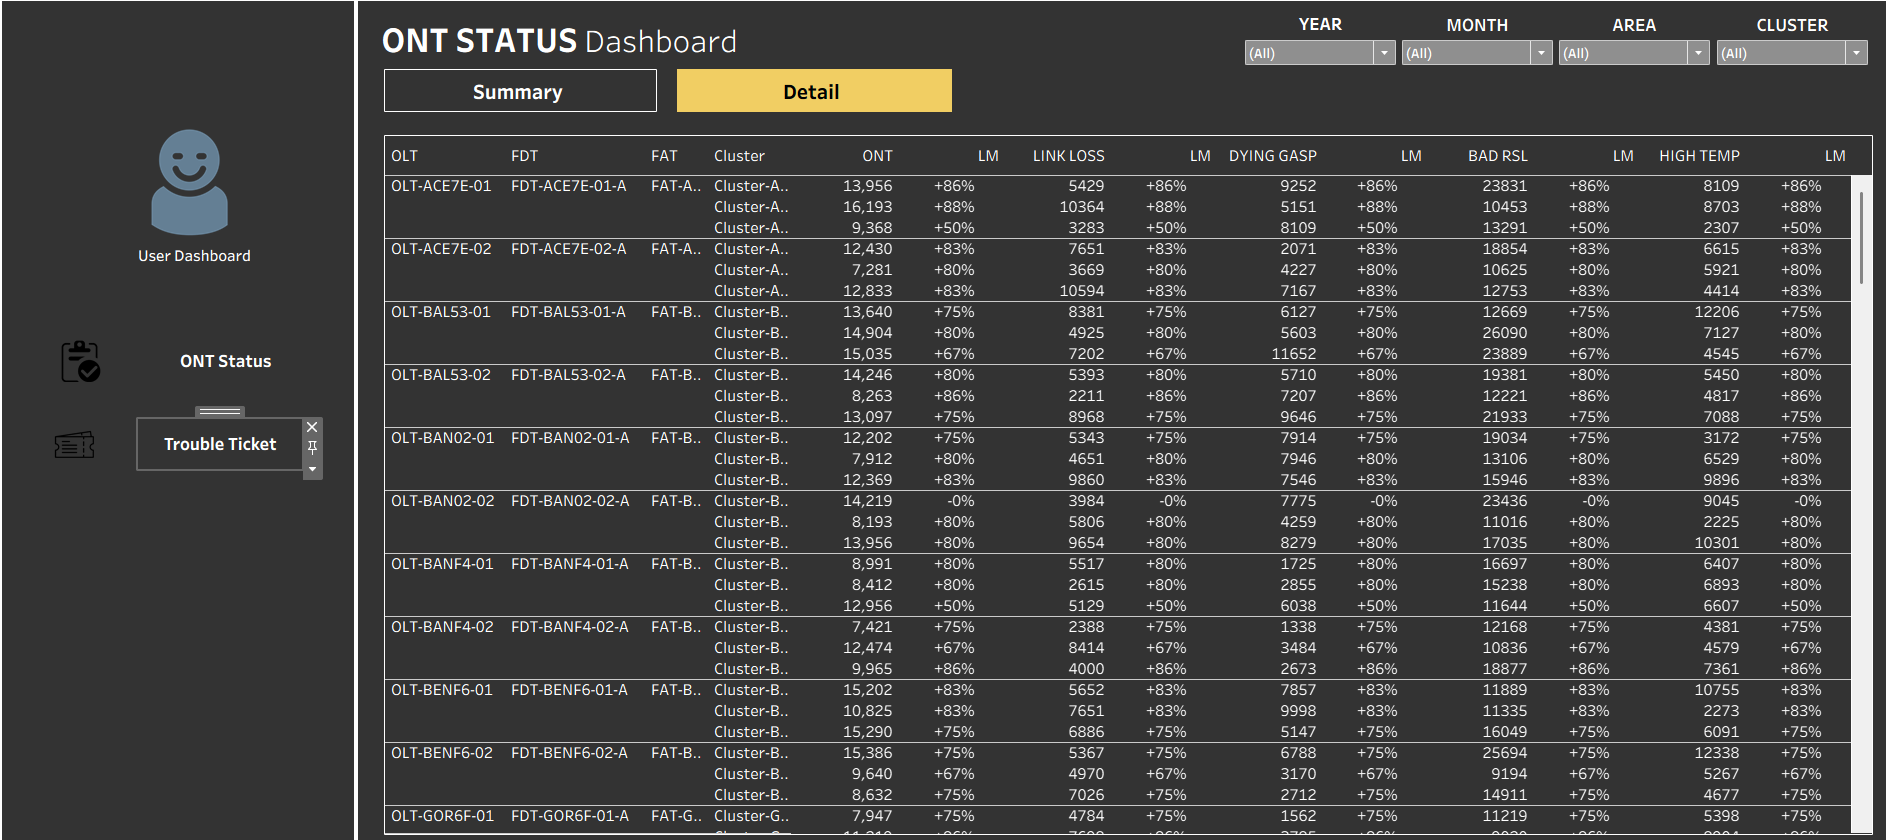 User Dashboard
ONT Status
Trouble Ticket
ONT STATUS Dashboard
YEAR MONTH AREA CLUSTER
(All) (All) (All) (All)
Summary Detail
OLT FDT FAT Cluster ONT LM LINK LOSS LM DYING GASP LM BAD RSL LM HIGH TEMP LM
OLT-ACE7E-01 FDT-ACE7E-01-A FAT-A.. Cluster-A.. 13,956 +86% 5429 +86% 9252 +86% 23831 +86% 8109 +86%
Cluster-A.. 16,193 +88% 10364 +88% 5151 +88% 10453 +88% 8703 +88%
Cluster-A.. 9,368 +50% 3283 +50% 8109 +50% 13291 +50% 2307 +50%
OLT-ACE7E-02 FDT-ACE7E-02-A FAT-A.. Cluster-A.. 12,430 +83% 7651 +83% 2071 +83% 18854 +83% 6615 +83%
Cluster-A.. 7,281 +80% 3669 +80% 4227 +80% 10625 +80% 5921 +80%
Cluster-A.. 12,833 +83% 10594 +83% 7167 +83% 12753 +83% 4414 +83%
OLT-BAL53-01 FDT-BAL53-01-A FAT-B.. Cluster-B.. 13,640 +75% 8381 +75% 6127 +75% 12669 +75% 12206 +75%
Cluster-B.. 14,904 +80% 4925 +80% 5603 +80% 26090 +80% 7127 +80%
Cluster-B.. 15,035 +67% 7202 +67% 11652 +67% 23889 +67% 4545 +67%
OLT-BAL53-02 FDT-BAL53-02-A FAT-B.. Cluster-B.. 14,246 +80% 5393 +80% 5710 +80% 19381 +80% 5450 +80%
Cluster-B.. 8,263 +86% 2211 +86% 7207 +86% 12221 +86% 4817 +86%
Cluster-B.. 13,097 +75% 8968 +75% 9646 +75% 21933 +75% 7088 +75%
OLT-BAN02-01 FDT-BAN02-01-A FAT-B.. Cluster-B.. 12,202 +75% 5343 +75% 7914 +75% 19034 +75% 3172 +75%
Cluster-B.. 7,912 +80% 4651 +80% 7946 +80% 13106 +80% 6529 +80%
Cluster-B.. 12,369 +83% 9860 +83% 7546 +83% 15946 +83% 9896 +83%
OLT-BAN02-02 FDT-BAN02-02-A FAT-B.. Cluster-B.. 14,219 -0% 3984 -0% 7775 -0% 23436 -0% 9045 -0%
Cluster-B.. 8,193 +80% 5806 +80% 4259 +80% 11016 +80% 2225 +80%
Cluster-B.. 13,956 +80% 9654 +80% 8279 +80% 17035 +80% 10301 +80%
OLT-BANF4-01 FDT-BANF4-01-A FAT-B.. Cluster-B.. 8,991 +80% 5517 +80% 1725 +80% 16697 +80% 6407 +80%
Cluster-B.. 8,412 +80% 2615 +80% 2855 +80% 15238 +80% 6893 +80%
Cluster-B.. 12,956 +50% 5129 +50% 6038 +50% 11644 +50% 6607 +50%
OLT-BANF4-02 FDT-BANF4-02-A FAT-B.. Cluster-B.. 7,421 +75% 2388 +75% 1338 +75% 12168 +75% 4381 +75%
Cluster-B.. 12,474 +67% 8414 +67% 3484 +67% 10836 +67% 4579 +67%
Cluster-B.. 9,965 +86% 4000 +86% 2673 +86% 18877 +86% 7361 +86%
OLT-BENF6-01 FDT-BENF6-01-A FAT-B.. Cluster-B.. 15,202 +83% 5652 +83% 7857 +83% 11889 +83% 10755 +83%
Cluster-B.. 10,825 +83% 7651 +83% 9998 +83% 11335 +83% 2273 +83%
Cluster-B.. 15,290 +75% 6886 +75% 5147 +75% 16049 +75% 6091 +75%
OLT-BENF6-02 FDT-BENF6-02-A FAT-B.. Cluster-B.. 15,386 +75% 5367 +75% 6788 +75% 25694 +75% 12338 +75%
Cluster-B.. 9,640 +67% 4970 +67% 3170 +67% 9194 +67% 5267 +67%
Cluster-B.. 8,632 +75% 7026 +75% 2712 +75% 14911 +75% 4677 +75%
OLT-GOR6F-01 FDT-GOR6F-01-A FAT-G.. Cluster-G.. 7,947 +75% 4784 +75% 1562 +75% 11219 +75% 5398 +75%